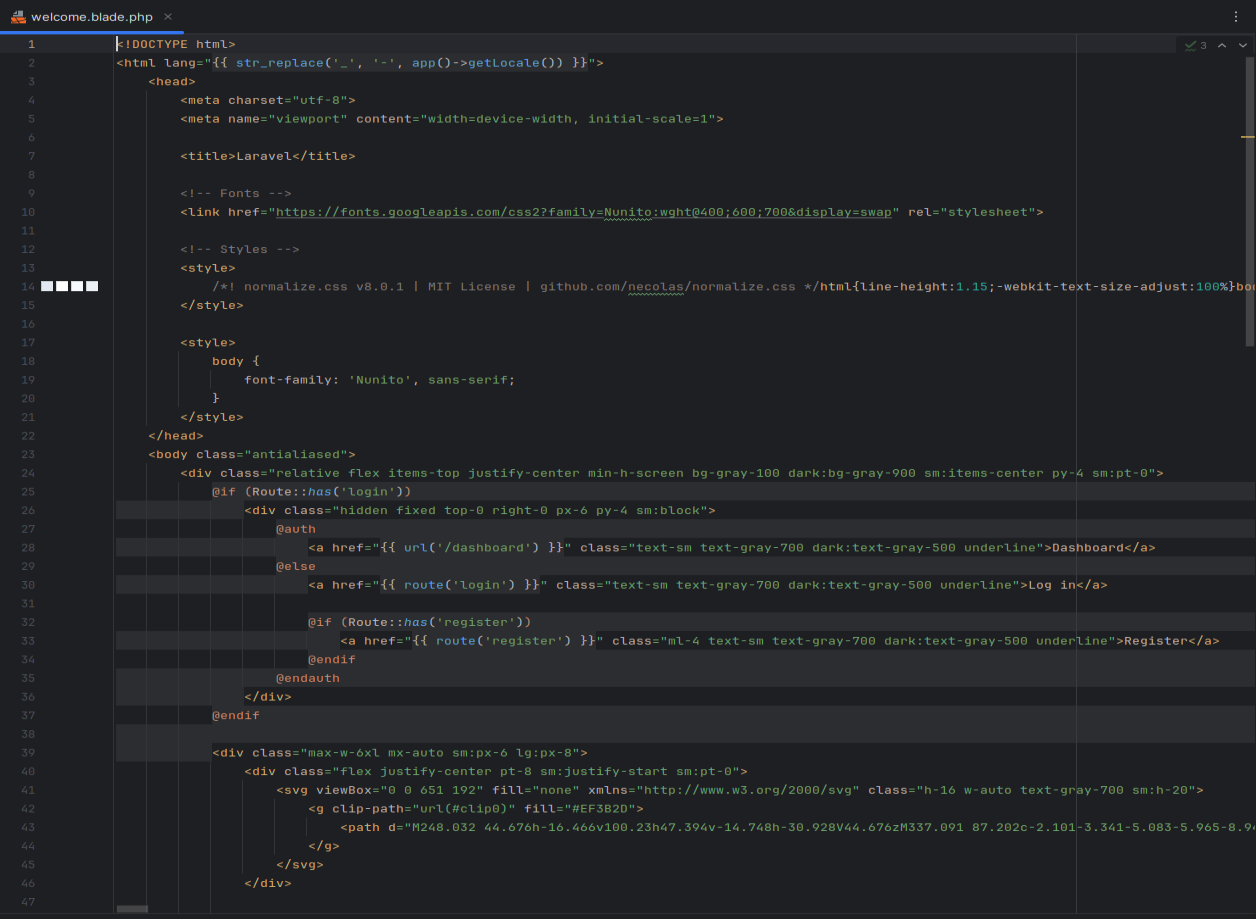 welcome.blade.php
3
1 <!DOCTYPE html>
2 <html lang="{{ str_replace('_', '-', app()->getLocale()) }}">
3     <head>
4         <meta charset="utf-8">
5         <meta name="viewport" content="width=device-width, initial-scale=1">
6
7         <title>Laravel</title>
8
9         <!-- Fonts -->
10         <link href="https://fonts.googleapis.com/css2?family=Nunito:wght@400;600;700&display=swap" rel="stylesheet">
11
12         <!-- Styles -->
13         <style>
14             /*! normalize.css v8.0.1 | MIT License | github.com/necolas/normalize.css */html{line-height:1.15;-webkit-text-size-adjust:100%}bo
15         </style>
16
17         <style>
18             body {
19                 font-family: 'Nunito', sans-serif;
20             }
21         </style>
22     </head>
23     <body class="antialiased">
24         <div class="relative flex items-top justify-center min-h-screen bg-gray-100 dark:bg-gray-900 sm:items-center py-4 sm:pt-0">
25             @if (Route::has('login'))
26                 <div class="hidden fixed top-0 right-0 px-6 py-4 sm:block">
27                     @auth
28                         <a href="{{ url('/dashboard') }}" class="text-sm text-gray-700 dark:text-gray-500 underline">Dashboard</a>
29                     @else
30                         <a href="{{ route('login') }}" class="text-sm text-gray-700 dark:text-gray-500 underline">Log in</a>
31
32                         @if (Route::has('register'))
33                             <a href="{{ route('register') }}" class="ml-4 text-sm text-gray-700 dark:text-gray-500 underline">Register</a>
34                         @endif
35                     @endauth
36                 </div>
37             @endif
38
39             <div class="max-w-6xl mx-auto sm:px-6 lg:px-8">
40                 <div class="flex justify-center pt-8 sm:justify-start sm:pt-0">
41                     <svg viewBox="0 0 651 192" fill="none" xmlns="http://www.w3.org/2000/svg" class="h-16 w-auto text-gray-700 sm:h-20">
42                         <g clip-path="url(#clip0)" fill="#EF3B2D">
43                             <path d="M248.032 44.676h-16.466v100.23h47.394v-14.748h-30.928V44.676zM337.091 87.202c-2.101-3.341-5.083-5.965-8.9
44                         </g>
45                     </svg>
46                 </div>
47